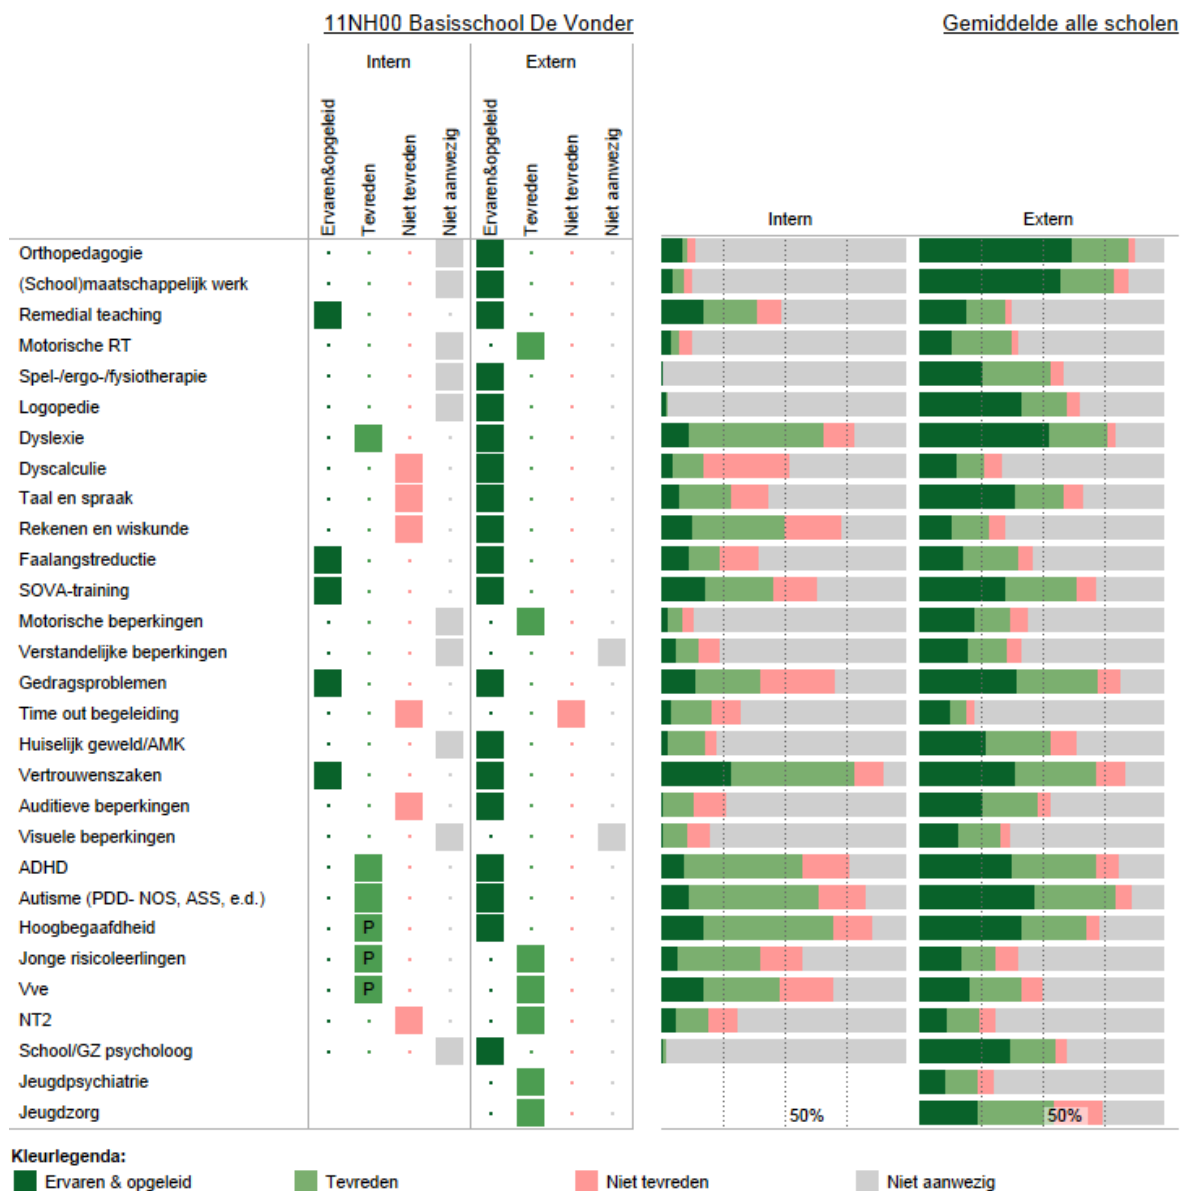 11NH00 Basisschool De Vonder
Gemiddelde alle scholen
Intern
Extern
Ervaren&opgeleid
Tevreden
Niet tevreden
Niet aanwezig
Ervaren&opgeleid
Tevreden
Niet tevreden
Niet aanwezig
Intern
Extern
Orthopedagogie
(School)maatschappelijk werk
Remedial teaching
Motorische RT
Spel-/ergo-/fysiotherapie
Logopedie
Dyslexie
Dyscalculie
Taal en spraak
Rekenen en wiskunde
Faalangstreductie
SOVA-training
Motorische beperkingen
Verstandelijke beperkingen
Gedragsproblemen
Time out begeleiding
Huiselijk geweld/AMK
Vertrouwenszaken
Auditieve beperkingen
Visuele beperkingen
ADHD
Autisme (PDD- NOS, ASS, e.d.)
Hoogbegaafdheid P
Jonge risicoleerlingen P
Vve P
NT2
School/GZ psycholoog
Jeugdpsychiatrie
Jeugdzorg 50% 50%
Kleurlegenda:
Ervaren & opgeleid Tevreden Niet tevreden Niet aanwezig